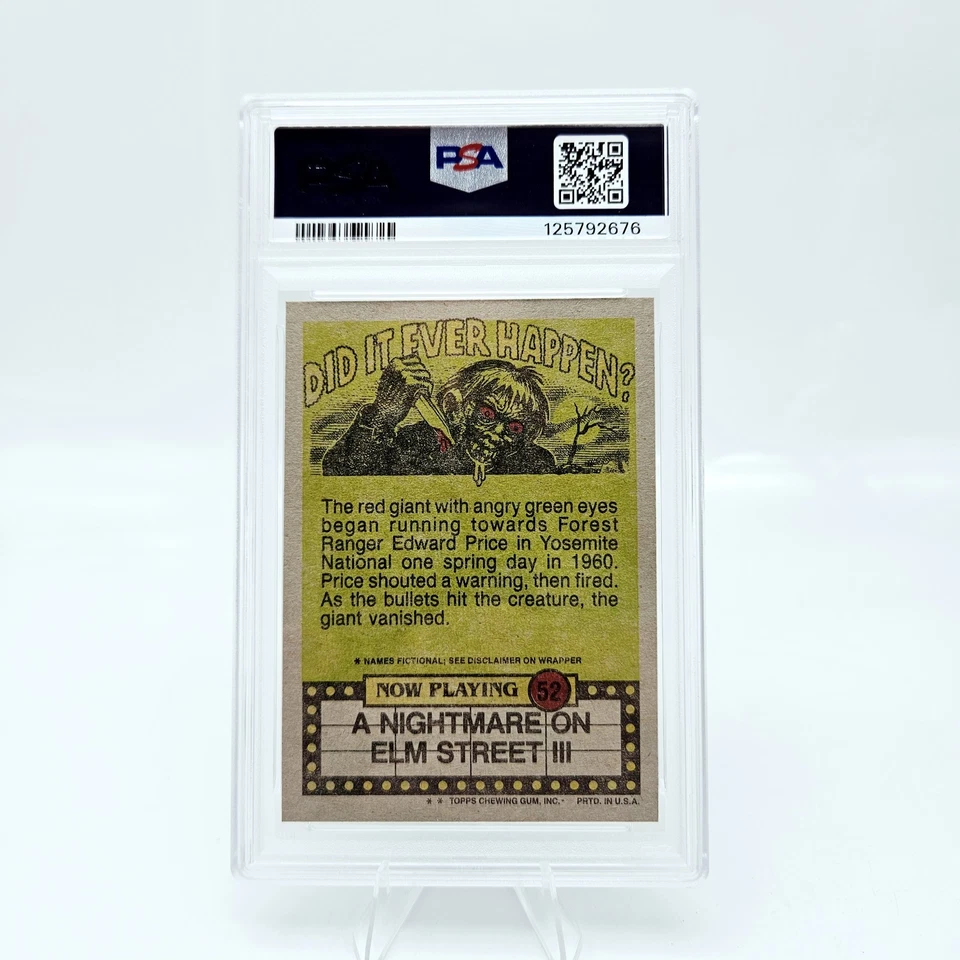 PSA
125792676
DID IT EVER HAPPEN?
The red giant with angry green eyes
began running towards Forest
Ranger Edward Price in Yosemite
National one spring day in 1960.
Price shouted a warning, then fired.
As the bullets hit the creature, the
giant vanished.
* NAMES FICTIONAL; SEE DISCLAIMER ON WRAPPER
NOW PLAYING 52
A NIGHTMARE ON
ELM STREET III
* * TOPPS CHEWING GUM, INC. PRTD. IN U.S.A.